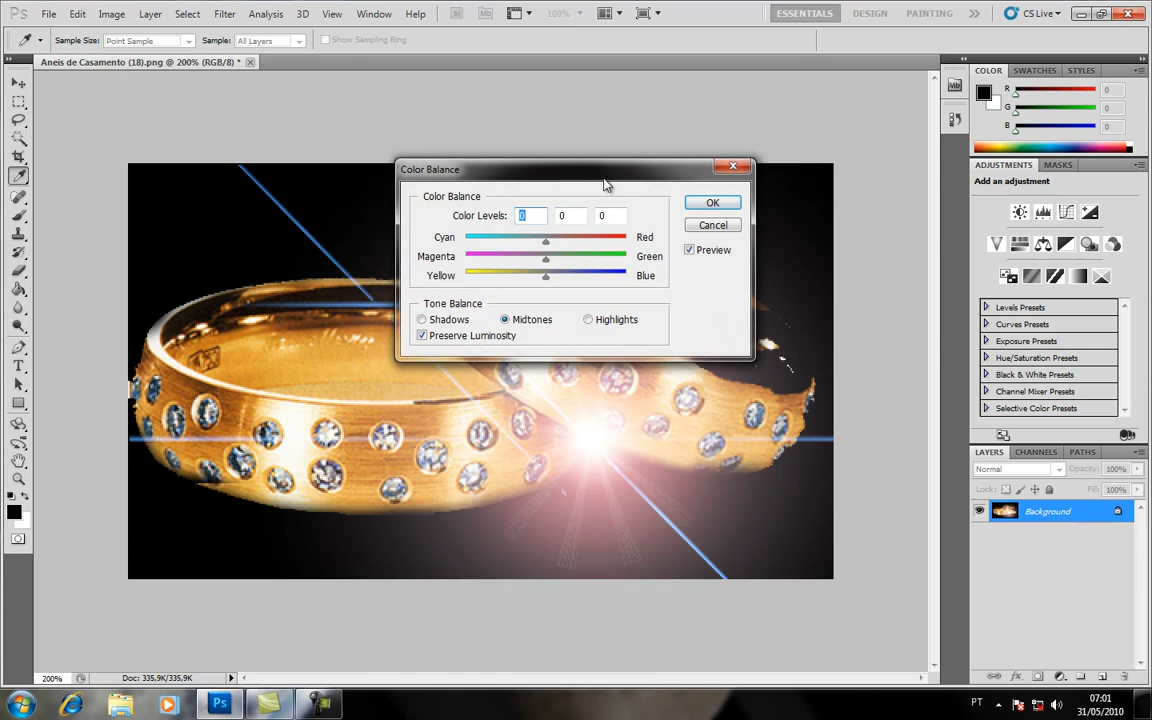 Ps File Edit Image Layer Select Filter Analysis 3D View Window Help Br Mb 100% ESSENTIALS DESIGN PAINTING CS Live
Sample Size: Point Sample Sample: All Layers Show Sampling Ring
Aneis de Casamento (18).png @ 200% (RGB/8) *
COLOR SWATCHES STYLES
Mb
R 0
G 0
B 0
ADJUSTMENTS MASKS
Add an adjustment
Color Balance
Color Balance
Color Levels: 0 0 0
OK
Cyan Red
Cancel
Magenta Green
Preview
Yellow Blue
Tone Balance
Shadows Midtones Highlights
Preserve Luminosity
Levels Presets
Curves Presets
Exposure Presets
Hue/Saturation Presets
Black & White Presets
Channel Mixer Presets
Selective Color Presets
LAYERS CHANNELS PATHS
Normal Opacity: 100%
Lock: Fill: 100%
Background
200% Doc: 335,9K/335,9K
Ps PT 07:01
31/05/2010